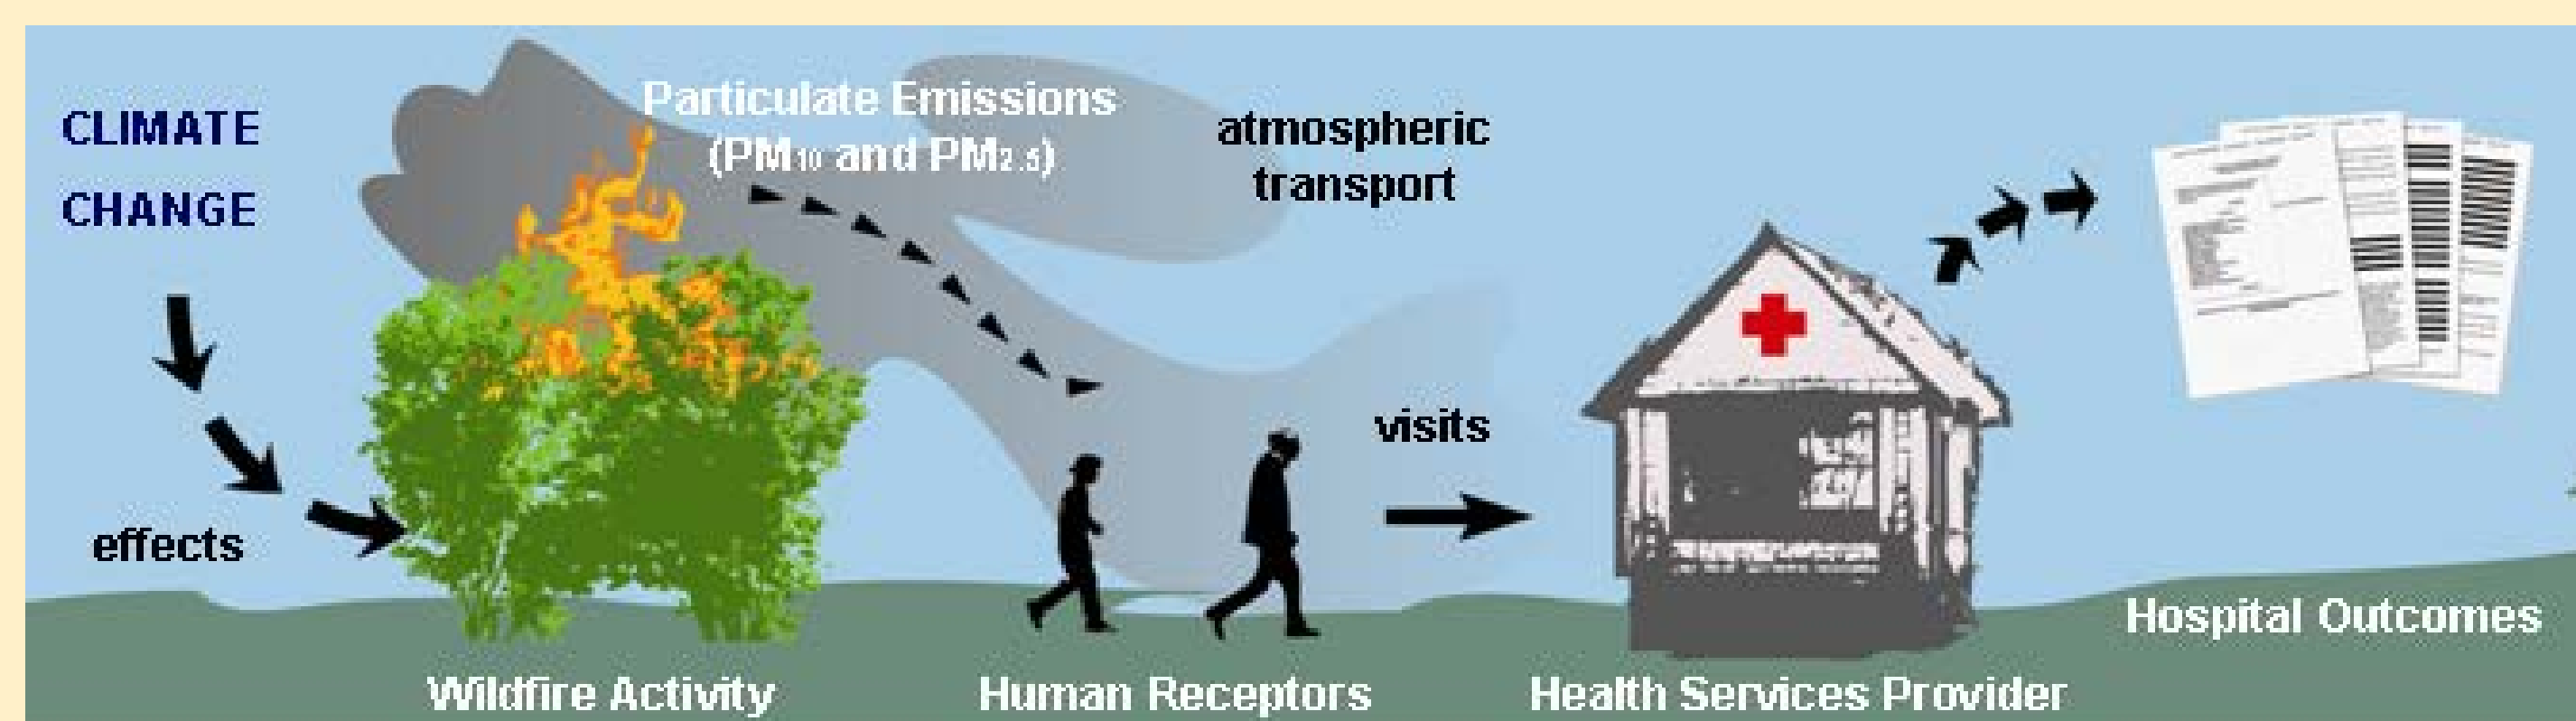 CLIMATE
CHANGE
effects
Particulate Emissions
(PM10 and PM2.5)
atmospheric
transport
visits
Wildfire Activity
Human Receptors
Health Services Provider
Hospital Outcomes